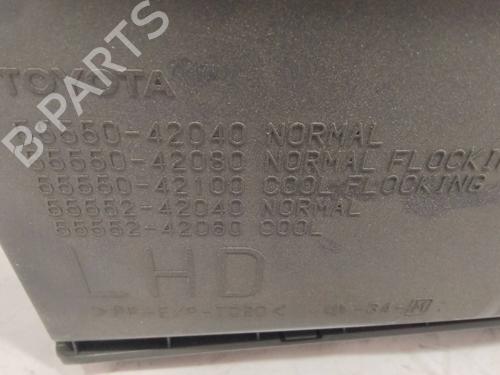 TOYOTA
55550-42040 NORMAL
55550-42080 NORMAL FLOCKIN
55550-42100 COOL FLOCKING
55552-42040 NORMAL
55552-42060 COOL
LHD
B-PARTS